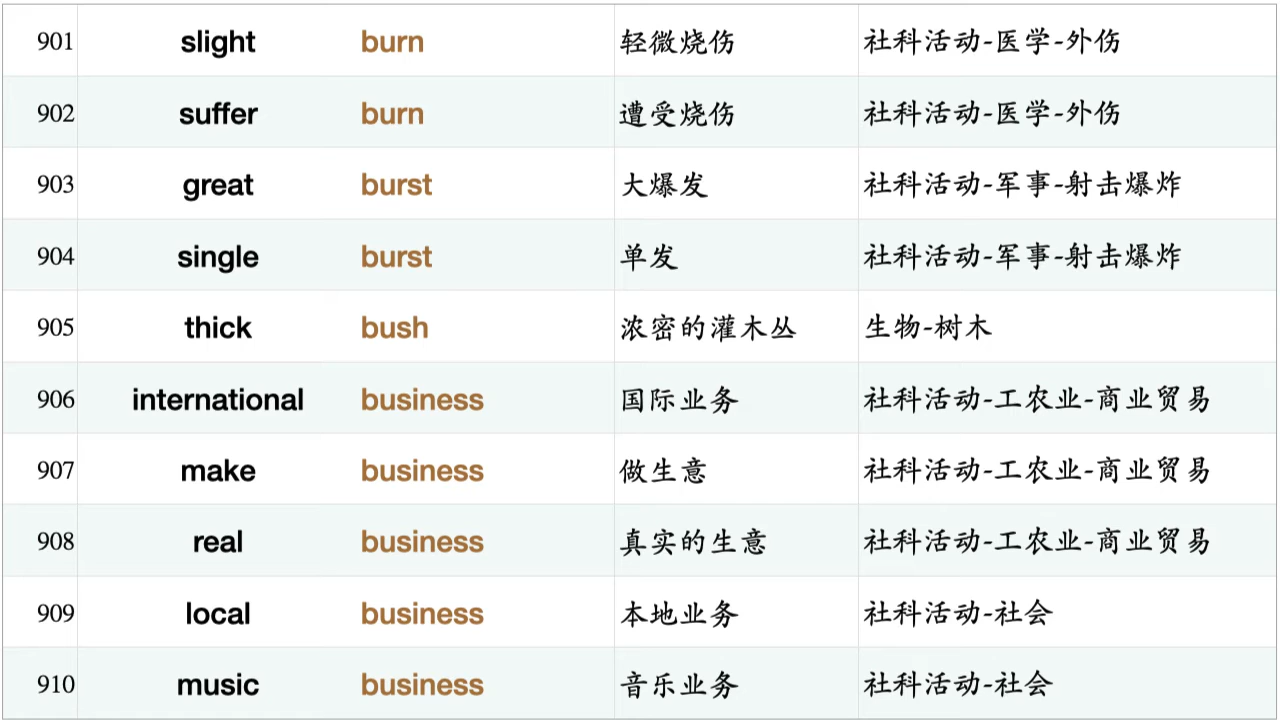 901 slight burn 轻微烧伤 社科活动-医学-外伤
902 suffer burn 遭受烧伤 社科活动-医学-外伤
903 great burst 大爆发 社科活动-军事-射击爆炸
904 single burst 单发 社科活动-军事-射击爆炸
905 thick bush 浓密的灌木丛 生物-树木
906 international business 国际业务 社科活动-工农业-商业贸易
907 make business 做生意 社科活动-工农业-商业贸易
908 real business 真实的生意 社科活动-工农业-商业贸易
909 local business 本地业务 社科活动-社会
910 music business 音乐业务 社科活动-社会